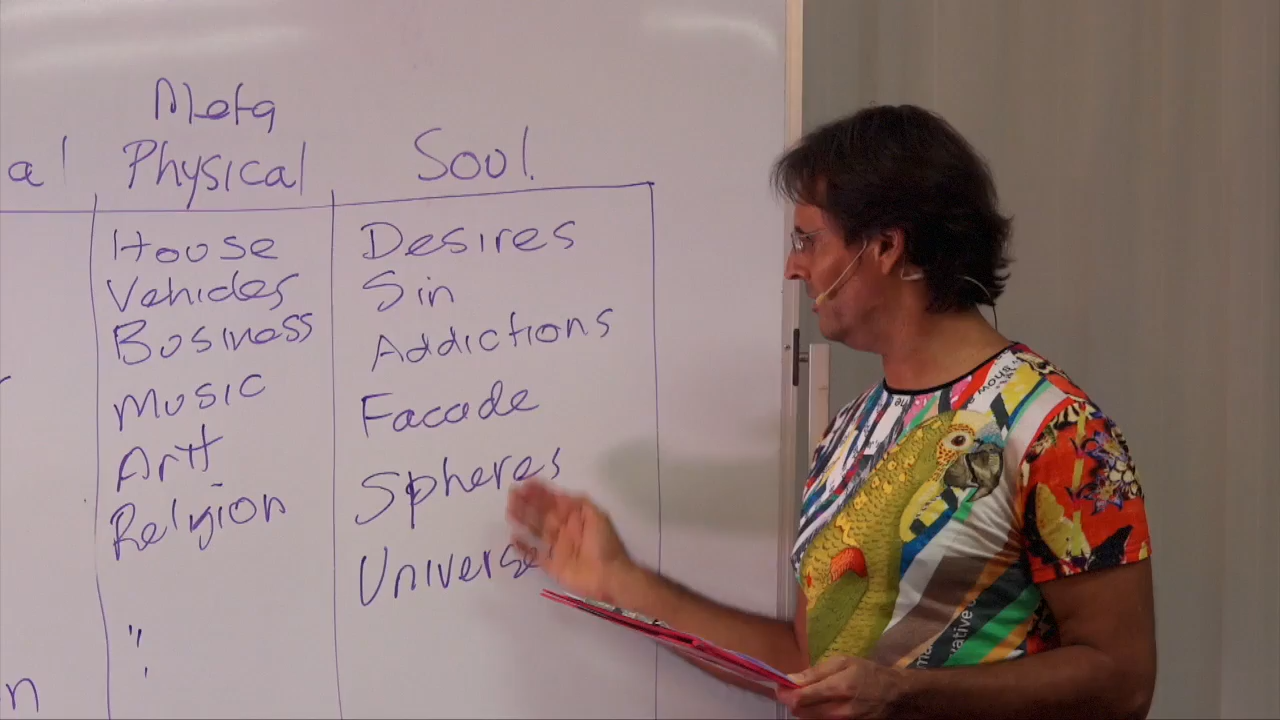 Meta
al Physical Soul
House Desires
Vehicles Sin
Business Addictions
Music Facade
Art Spheres
Religion Universe
n